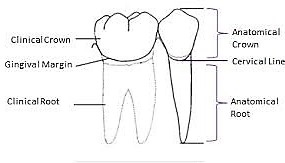 Clinical Crown
Gingival Margin
Clinical Root
Anatomical
Crown
Cervical Line
Anatomical
Root